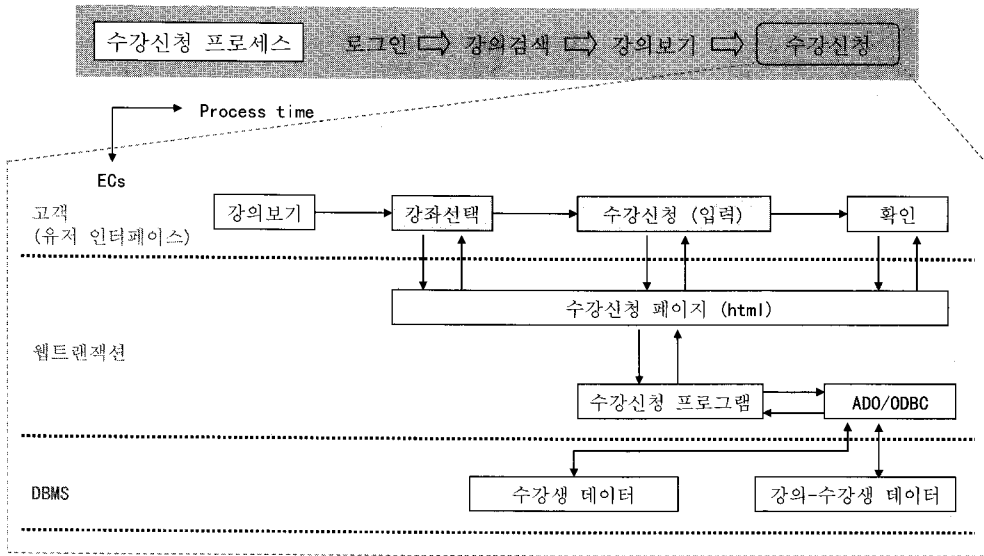 수강신청 프로세스 로그인 강의검색 강의보기 수강신청
Process time
ECs
고객
(유저 인터페이스)
강의보기 강좌선택 수강신청 (입력) 확인
수강신청 페이지 (html)
웹트랜잭션
수강신청 프로그램 ADO/ODBC
DBMS
수강생 데이터 강의-수강생 데이터